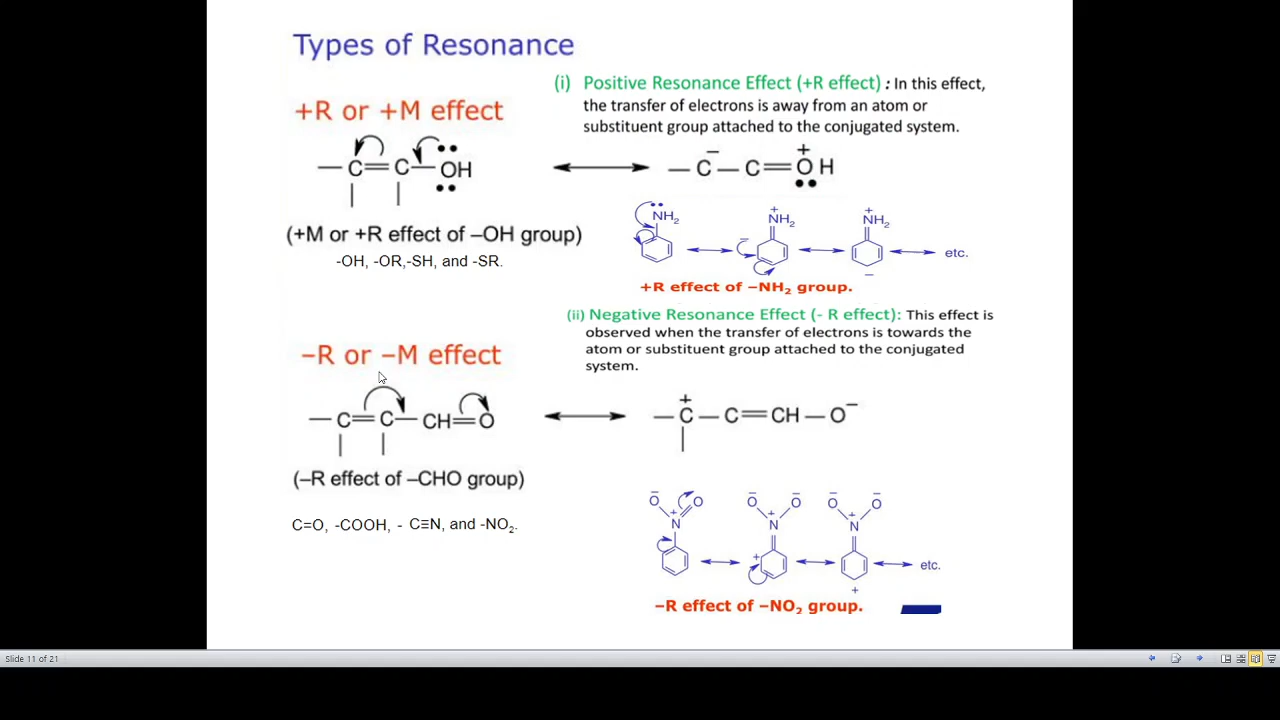 Types of Resonance
(i) Positive Resonance Effect (+R effect) : In this effect,
the transfer of electrons is away from an atom or
substituent group attached to the conjugated system.
+R or +M effect
— C = C — OH
— C̄ — C = O⁺ H
(+M or +R effect of –OH group)
-OH, -OR,-SH, and -SR.
NH₂
+
NH₂
–
+
NH₂
–
etc.
+R effect of –NH₂ group.
(ii) Negative Resonance Effect (- R effect): This effect is
observed when the transfer of electrons is towards the
atom or substituent group attached to the conjugated
system.
–R or –M effect
— C = C — CH = O
— C⁺ — C = CH — O⁻
(–R effect of –CHO group)
C=O, -COOH, - C≡N, and -NO₂.
Ō O
N⁺
Ō Ō
N⁺
+
Ō Ō
N⁺
+
etc.
–R effect of –NO₂ group.
Slide 11 of 21